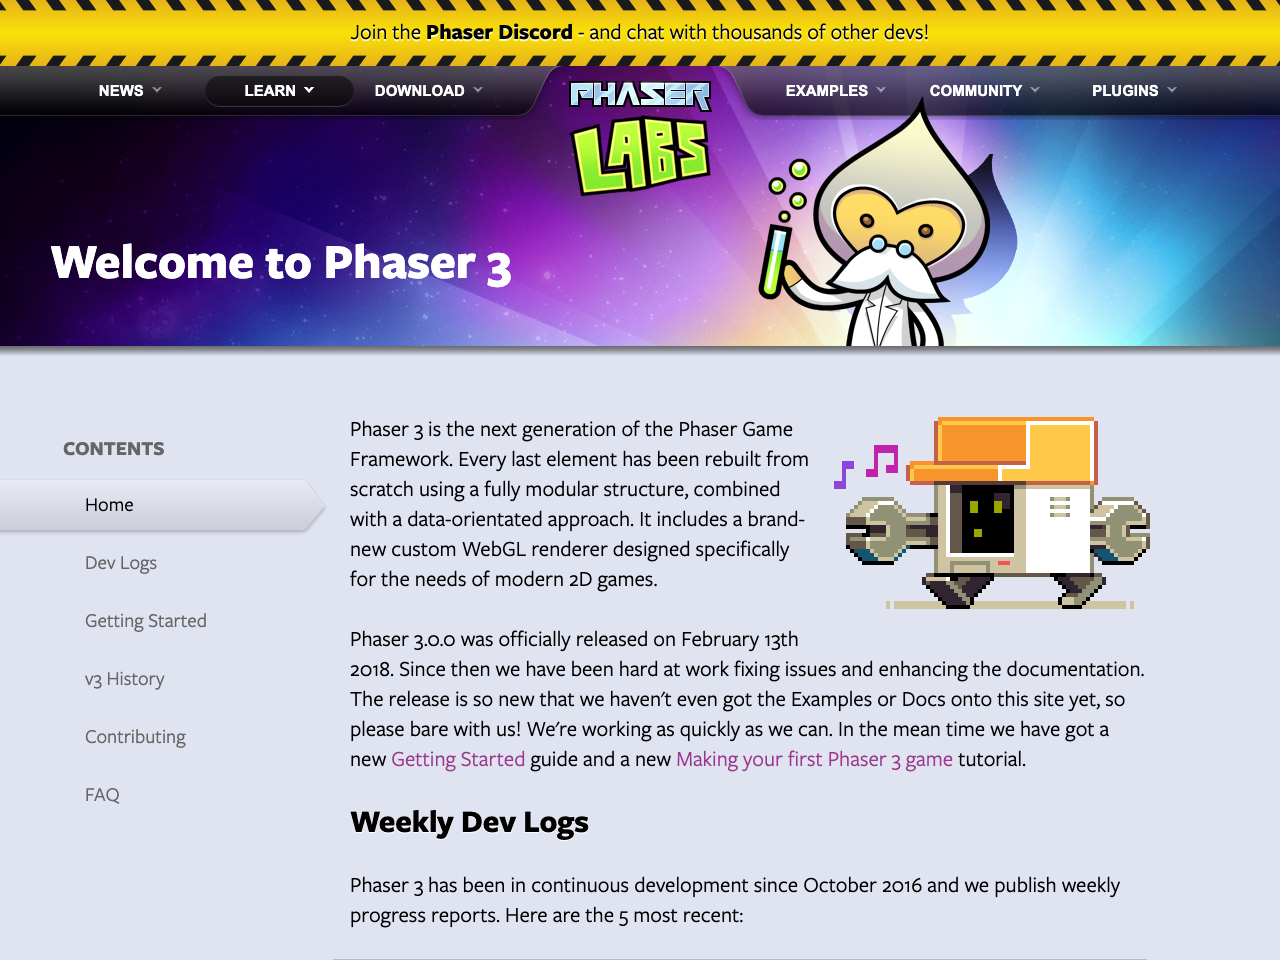 Join the Phaser Discord - and chat with thousands of other devs!
NEWS
LEARN
DOWNLOAD
PHASER
LABS
EXAMPLES
COMMUNITY
PLUGINS
Welcome to Phaser 3
CONTENTS
Home
Dev Logs
Getting Started
v3 History
Contributing
FAQ
Phaser 3 is the next generation of the Phaser Game
Framework. Every last element has been rebuilt from
scratch using a fully modular structure, combined
with a data-orientated approach. It includes a brand-
new custom WebGL renderer designed specifically
for the needs of modern 2D games.
Phaser 3.0.0 was officially released on February 13th
2018. Since then we have been hard at work fixing issues and enhancing the documentation.
The release is so new that we haven't even got the Examples or Docs onto this site yet, so
please bare with us! We're working as quickly as we can. In the mean time we have got a
new Getting Started guide and a new Making your first Phaser 3 game tutorial.
Weekly Dev Logs
Phaser 3 has been in continuous development since October 2016 and we publish weekly
progress reports. Here are the 5 most recent: